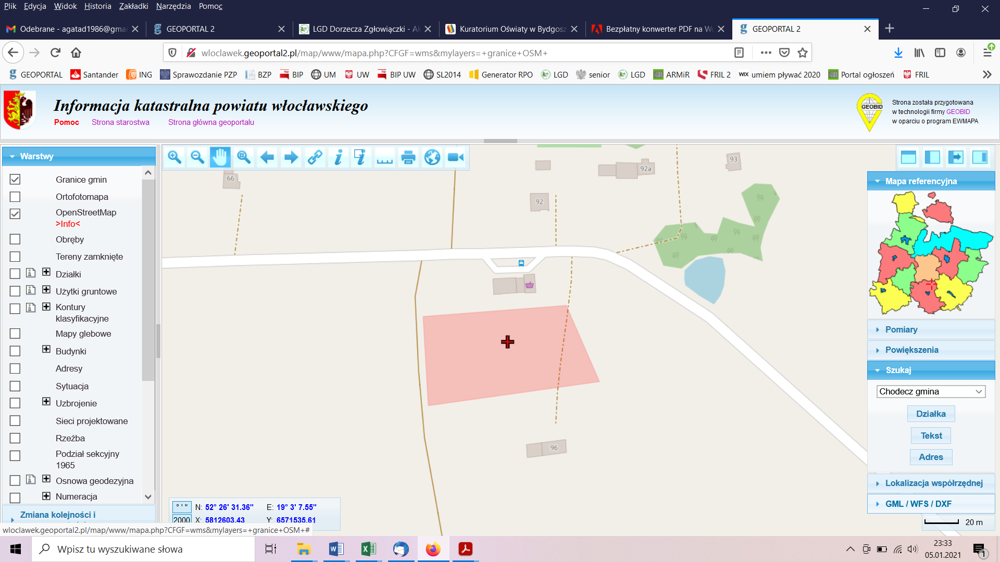 Plik Edycja Widok Historia Zakładki Narzędzia Pomoc
Odebrane - agatad1986@gmai
GEOPORTAL 2
LGD Dorzecza Zgłowiączki - Ak
Kuratorium Oświaty w Bydgosz
Bezpłatny konwerter PDF na Wo
GEOPORTAL 2
wloclawek.geoportal2.pl/map/www/mapa.php?CFGF=wms&mylayers=+granice+OSM+
GEOPORTAL Santander ING Sprawozdanie PZP BZP BIP UM UW BIP UW SL2014 Generator RPO LGD senior LGD ARMiR FRIL 2 WIX umiem pływać 2020 Portal ogłoszeń FRIL
Informacja katastralna powiatu włocławskiego
Pomoc Strona starostwa Strona główna geoportalu
GEOBID
Strona została przygotowana
w technologii firmy GEOBID
w oparciu o program EWMAPA
Warstwy
Granice gmin
Ortofotomapa
OpenStreetMap
>Info<
Obręby
Tereny zamknięte
Działki
Użytki gruntowe
Kontury
klasyfikacyjne
Mapy glebowe
Budynki
Adresy
Sytuacja
Uzbrojenie
Sieci projektowane
Rzeźba
Podział sekcyjny
1965
Osnowa geodezyjna
Numeracja
Zmiana kolejności i
66
92
92a
93
96
Mapa referencyjna
Pomiary
Powiększenia
Szukaj
Chodecz gmina
Działka
Tekst
Adres
Lokalizacja współrzędnej
GML / WFS / DXF
20 m
° ' " N: 52° 26' 31.36" E: 19° 3' 7.55"
2000 X: 5812603.43 Y: 6571535.61
wloclawek.geoportal2.pl/map/www/mapa.php?CFGF=wms&mylayers=+granice+OSM+#
Wpisz tu wyszukiwane słowa
23:33
05.01.2021
1